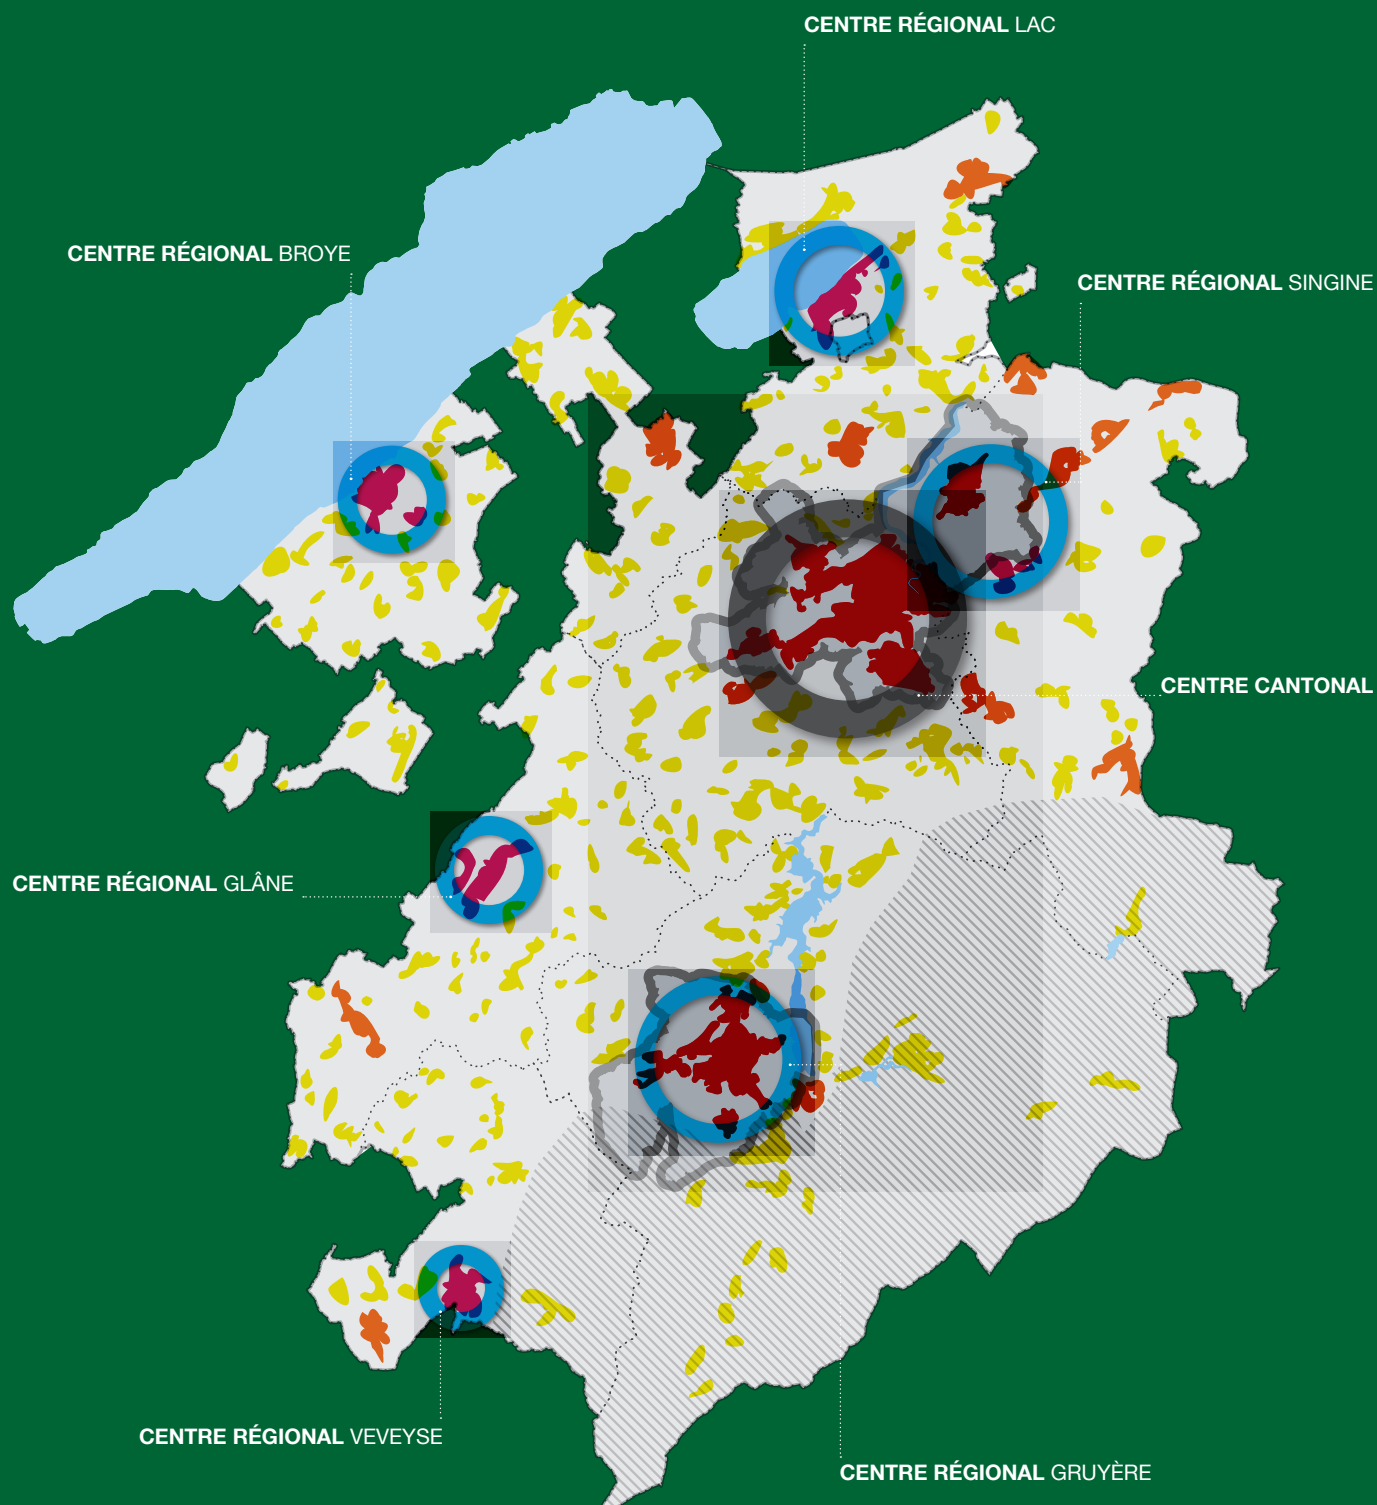 CENTRE RÉGIONAL LAC
CENTRE RÉGIONAL BROYE
CENTRE RÉGIONAL SINGINE
CENTRE CANTONAL
CENTRE RÉGIONAL GLÂNE
CENTRE RÉGIONAL VEVEYSE
CENTRE RÉGIONAL GRUYÈRE